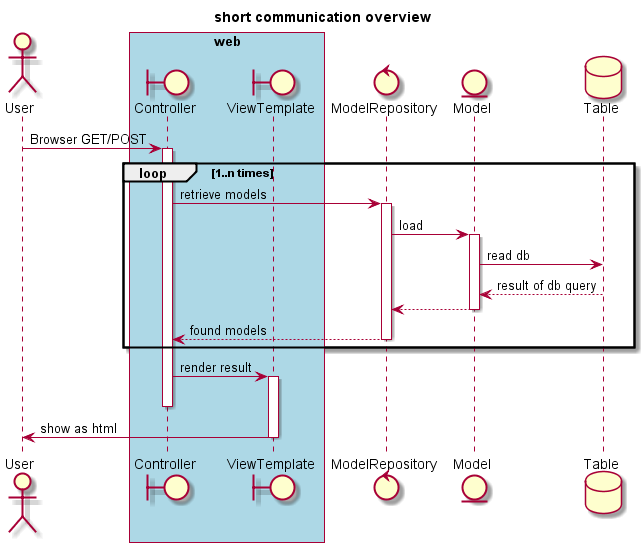 short communication overview
web
User
Controller
ViewTemplate
ModelRepository
Model
Table
Browser GET/POST
loop
[1..n times]
retrieve models
load
read db
result of db query
found models
render result
show as html
User
Controller
ViewTemplate
ModelRepository
Model
Table